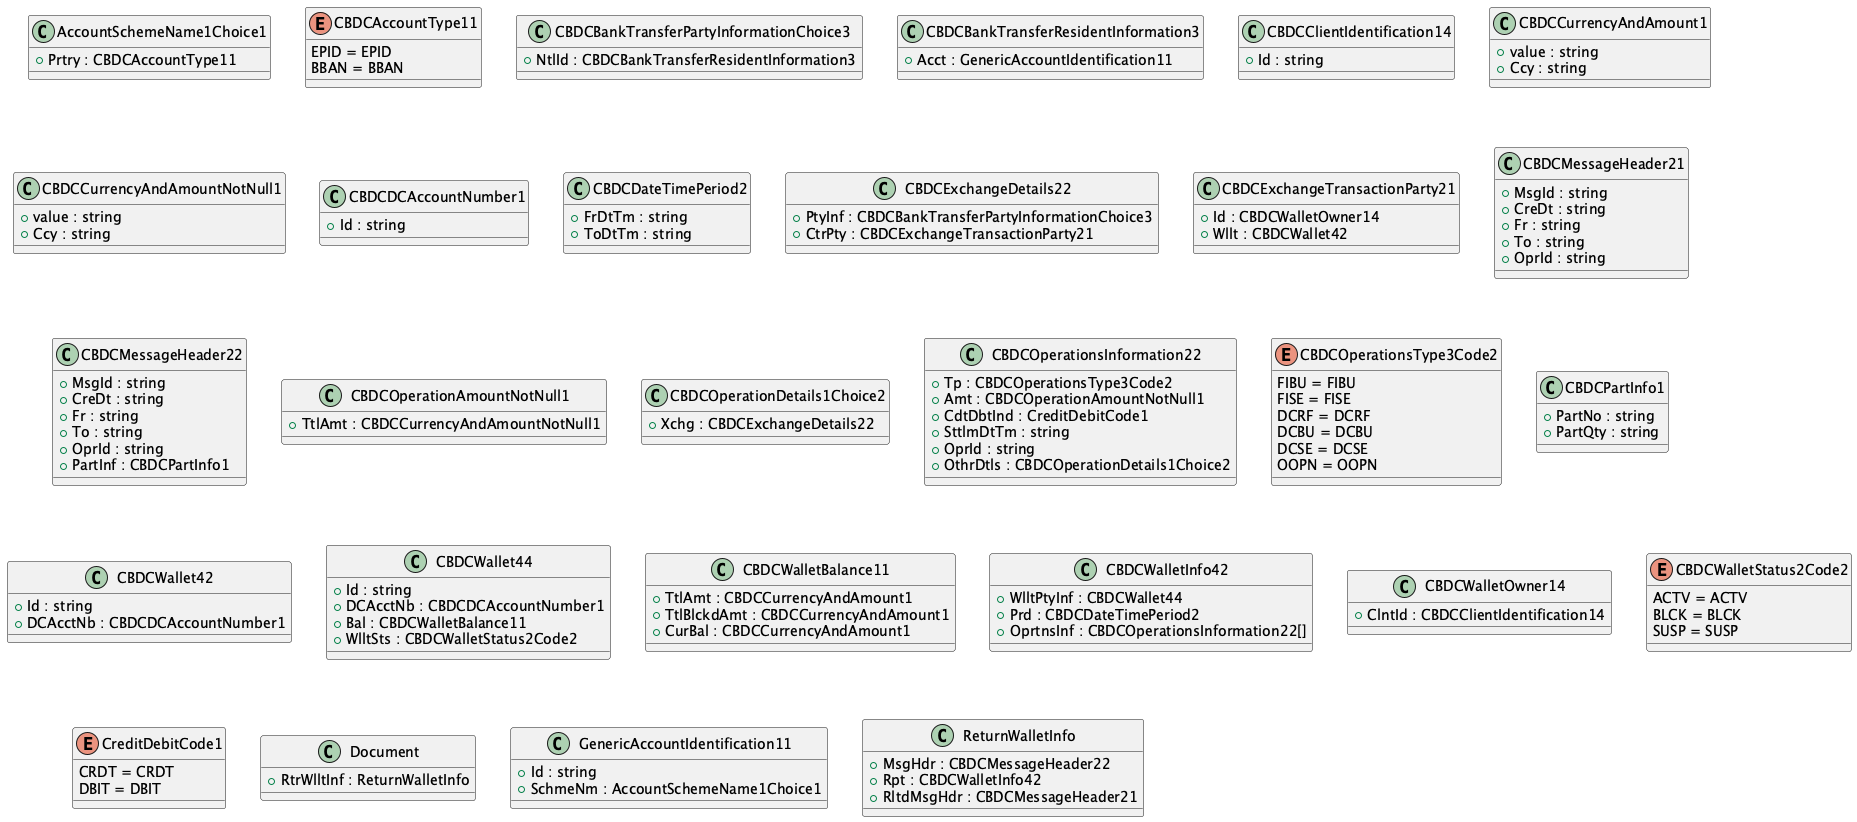 C AccountSchemeName1Choice1
Prtry : CBDCAccountType11
E CBDCAccountType11
EPID = EPID
BBAN = BBAN
C CBDCBankTransferPartyInformationChoice3
NtlId : CBDCBankTransferResidentInformation3
C CBDCBankTransferResidentInformation3
Acct : GenericAccountIdentification11
C CBDCClientIdentification14
Id : string
C CBDCCurrencyAndAmount1
value : string
Ccy : string
C CBDCCurrencyAndAmountNotNull1
value : string
Ccy : string
C CBDCDCAccountNumber1
Id : string
C CBDCDateTimePeriod2
FrDtTm : string
ToDtTm : string
C CBDCExchangeDetails22
PtyInf : CBDCBankTransferPartyInformationChoice3
CtrPty : CBDCExchangeTransactionParty21
C CBDCExchangeTransactionParty21
Id : CBDCWalletOwner14
Wllt : CBDCWallet42
C CBDCMessageHeader21
MsgId : string
CreDt : string
Fr : string
To : string
OprId : string
C CBDCMessageHeader22
MsgId : string
CreDt : string
Fr : string
To : string
OprId : string
PartInf : CBDCPartInfo1
C CBDCOperationAmountNotNull1
TtlAmt : CBDCCurrencyAndAmountNotNull1
C CBDCOperationDetails1Choice2
Xchg : CBDCExchangeDetails22
C CBDCOperationsInformation22
Tp : CBDCOperationsType3Code2
Amt : CBDCOperationAmountNotNull1
CdtDbtInd : CreditDebitCode1
SttlmDtTm : string
OprId : string
OthrDtls : CBDCOperationDetails1Choice2
E CBDCOperationsType3Code2
FIBU = FIBU
FISE = FISE
DCRF = DCRF
DCBU = DCBU
DCSE = DCSE
OOPN = OOPN
C CBDCPartInfo1
PartNo : string
PartQty : string
C CBDCWallet42
Id : string
DCAcctNb : CBDCDCAccountNumber1
C CBDCWallet44
Id : string
DCAcctNb : CBDCDCAccountNumber1
Bal : CBDCWalletBalance11
WlltSts : CBDCWalletStatus2Code2
C CBDCWalletBalance11
TtlAmt : CBDCCurrencyAndAmount1
TtlBlckdAmt : CBDCCurrencyAndAmount1
CurBal : CBDCCurrencyAndAmount1
C CBDCWalletInfo42
WlltPtyInf : CBDCWallet44
Prd : CBDCDateTimePeriod2
OprtnsInf : CBDCOperationsInformation22[]
C CBDCWalletOwner14
ClntId : CBDCClientIdentification14
E CBDCWalletStatus2Code2
ACTV = ACTV
BLCK = BLCK
SUSP = SUSP
E CreditDebitCode1
CRDT = CRDT
DBIT = DBIT
C Document
RtrWlltInf : ReturnWalletInfo
C GenericAccountIdentification11
Id : string
SchmeNm : AccountSchemeName1Choice1
C ReturnWalletInfo
MsgHdr : CBDCMessageHeader22
Rpt : CBDCWalletInfo42
RltdMsgHdr : CBDCMessageHeader21